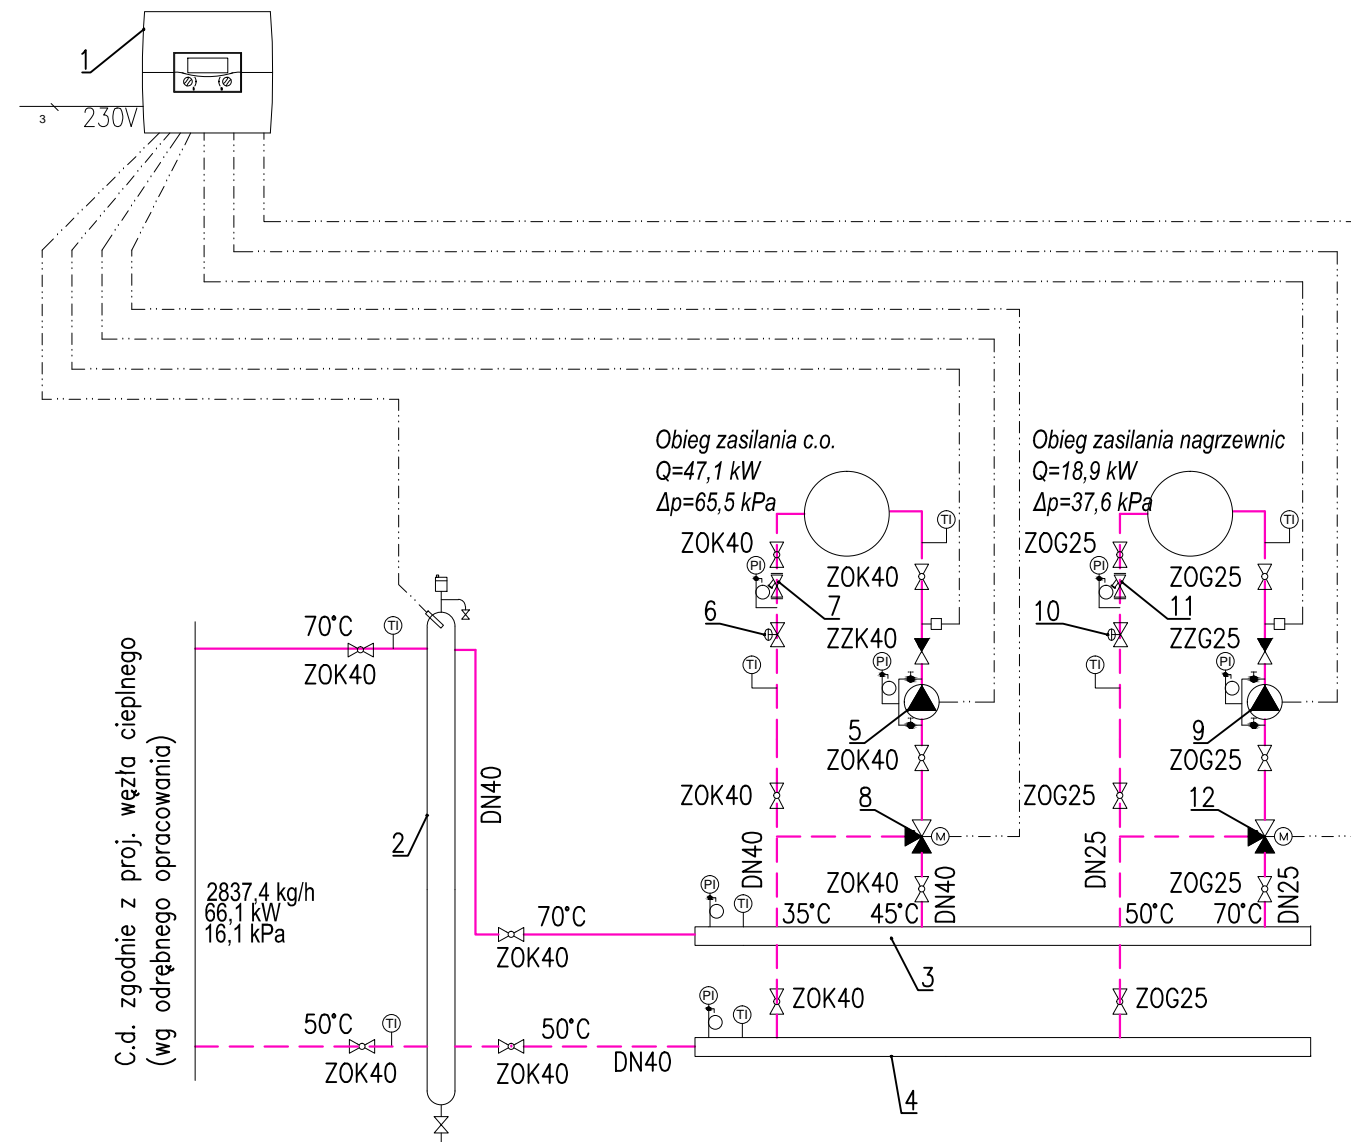 1
3
230V
Obieg zasilania c.o.
Q=47,1 kW
Δp=65,5 kPa
Obieg zasilania nagrzewnic
Q=18,9 kW
Δp=37,6 kPa
TI
TI
ZOK40
ZOG25
PI
PI
ZOK40
ZOG25
6
7
10
11
ZZK40
ZZG25
70°C
TI
TI
PI
TI
PI
ZOK40
5
9
ZOK40
ZOG25
DN40
ZOK40
ZOG25
8
12
2
M
M
DN40
DN25
C.d. zgodnie z proj. węzła cieplnego
(wg odrębnego opracowania)
2837,4 kg/h
66,1 kW
16,1 kPa
PI
TI
ZOK40
DN40
ZOG25
DN25
70°C
35°C
45°C
50°C
70°C
ZOK40
3
PI
TI
ZOK40
ZOG25
50°C
TI
50°C
ZOK40
ZOK40
DN40
4